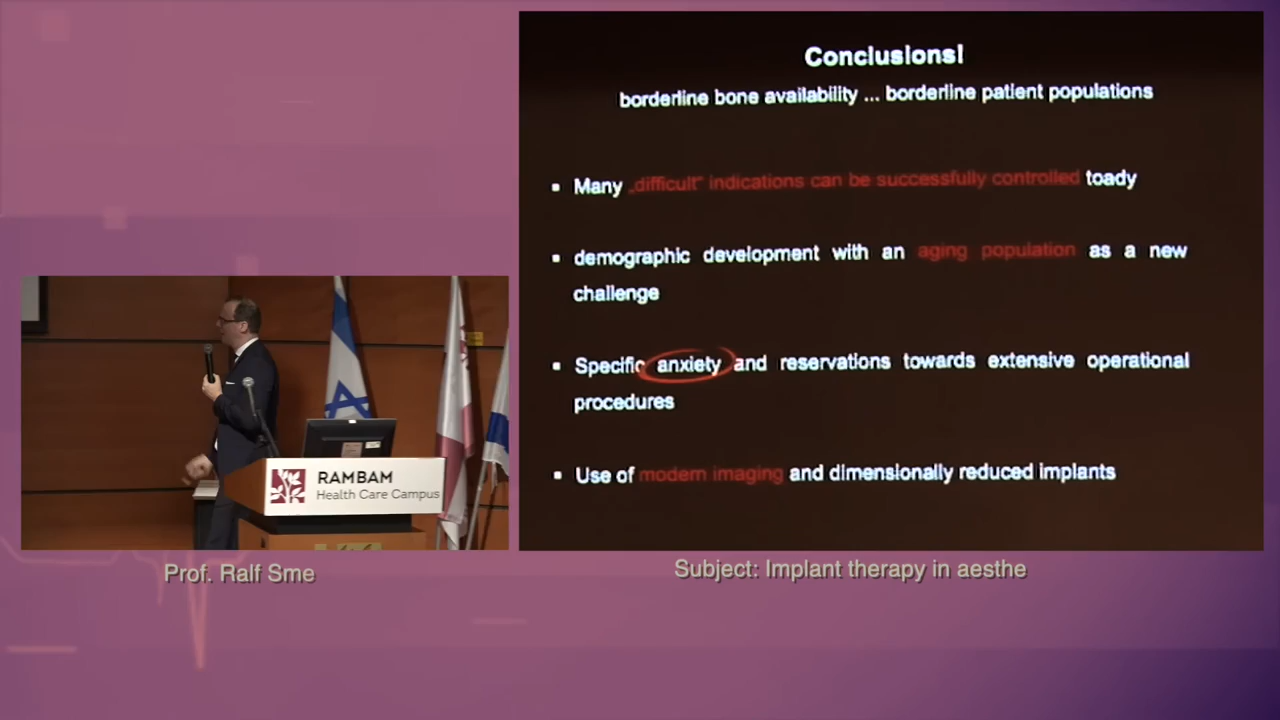 Conclusions!
borderline bone availability ... borderline patient populations
▪ Many „difficult" indications can be successfully controlled toady
▪ demographic development with an aging population as a new
challenge
▪ Specific anxiety and reservations towards extensive operational
procedures
▪ Use of modern imaging and dimensionally reduced implants
RAMBAM
Health Care Campus
Prof. Ralf Sme
Subject: Implant therapy in aesthe